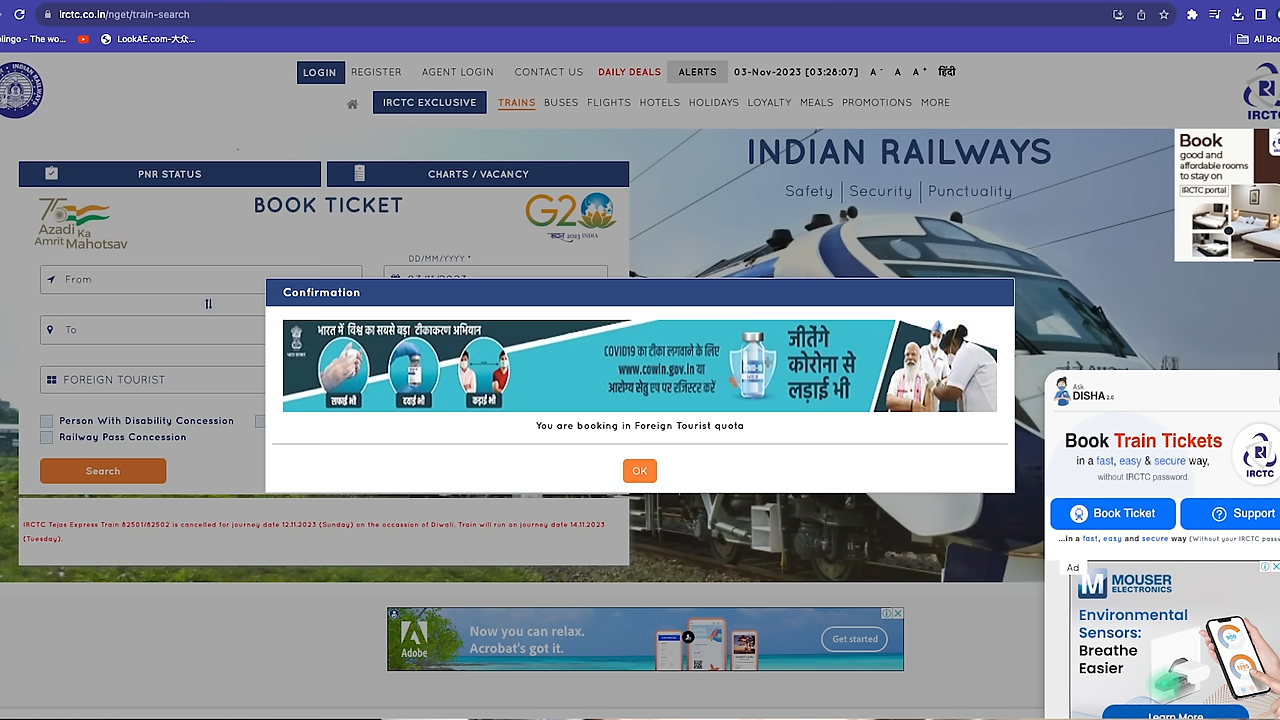 irctc.co.in/nget/train-search
LookAE.com-大众...
LOGIN REGISTER AGENT LOGIN CONTACT US DAILY DEALS ALERTS 03-Nov-2023 [03:28:07] A- A A+ हिंदी
IRCTC EXCLUSIVE TRAINS BUSES FLIGHTS HOTELS HOLIDAYS LOYALTY MEALS PROMOTIONS MORE
INDIAN RAILWAYS
Safety | Security | Punctuality
PNR STATUS
CHARTS / VACANCY
75
Azadi Ka
Amrit Mahotsav
BOOK TICKET
G20
DD/MM/YYYY *
From
To
FOREIGN TOURIST
Person With Disability Concession
Railway Pass Concession
Search
Confirmation
भारत में विश्व का सबसे बड़ा टीकाकरण अभियान
सफाई भी
दवाई भी
कड़ाई भी
COVID19 का टीका लगवाने के लिए
www.cowin.gov.in या
आरोग्य सेतु एप पर रजिस्टर करें
जीतेंगे
कोरोना से
लड़ाई भी
You are booking in Foreign Tourist quota
OK
IRCTC Tejas Express Train 82501/82502 is cancelled for journey date 12.11.2023 (Sunday) on the occassion of Diwali. Train will run on journey date 14.11.2023
(Tuesday).
Book
good and
affordable rooms
to stay on
IRCTC portal
Ask
DISHA 2.0
Book Train Tickets
in a fast, easy & secure way,
without IRCTC password.
IRCTC
Book Ticket
Support
...in a fast, easy and secure way
Ad
M MOUSER
ELECTRONICS
Environmental
Sensors:
Breathe
Easier
Learn More
Adobe
Now you can relax.
Acrobat's got it.
Get started